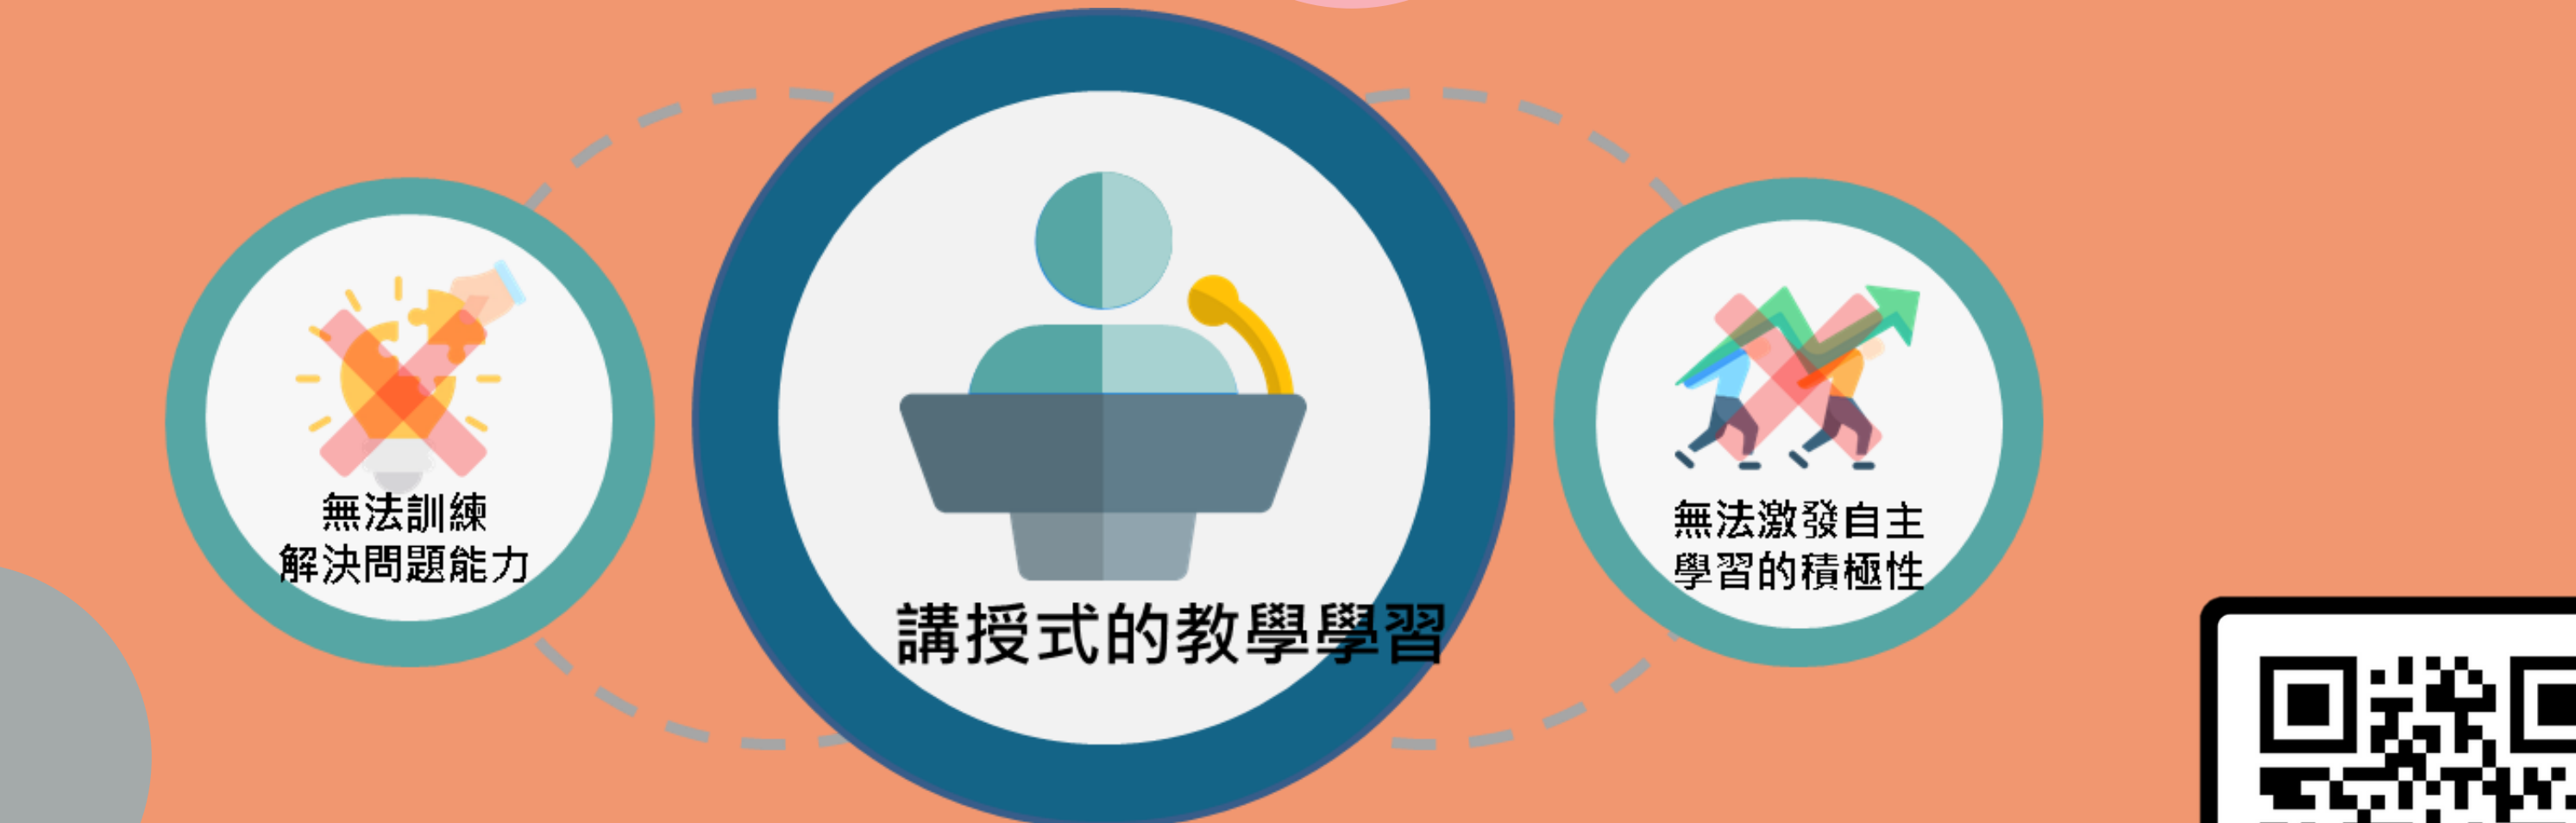 無法訓練
解決問題能力
講授式的教學學習
無法激發自主
學習的積極性